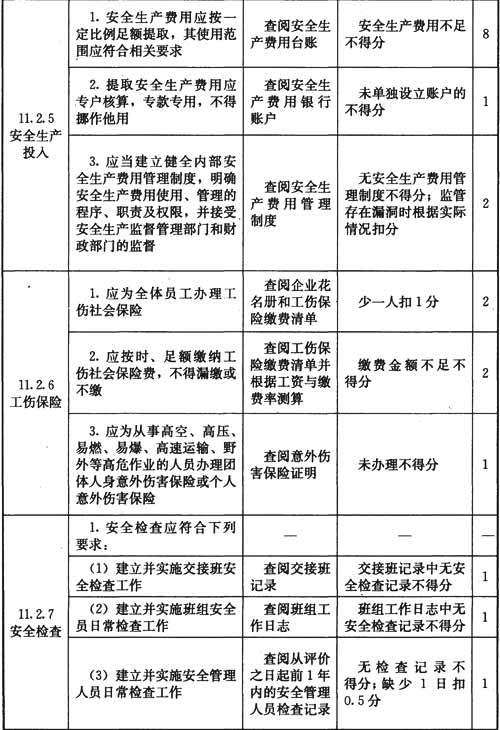 11.2.5
安全生产
投入
1. 安全生产费用应按一
定比例足额提取，其使用范
围应符合相关要求
查阅安全生
产费用台账
安全生产费用不足
不得分
8
2. 提取安全生产费用应
专户核算，专款专用，不得
挪作他用
查阅安全生
产费用银行
账户
未单独设立账户的
不得分
1
3. 应当建立健全内部安
全生产费用管理制度，明确
安全生产费用使用、管理的
程序、职责及权限，并接受
安全生产监督管理部门和财
政部门的监督
查阅安全生
产费用管理
制度
无安全生产费用管
理制度不得分；监管
存在漏洞时根据实际
情况扣分
2
11.2.6
工伤保险
1. 应为全体员工办理工
伤社会保险
查阅企业花
名册和工伤保
险缴费清单
少一人扣1分
2
2. 应按时、足额缴纳工
伤社会保险费，不得漏缴或
不缴
查阅工伤保
险缴费清单并
根据工资与缴
费率测算
缴费金额不足不
得分
2
3. 应为从事高空、高压、
易燃、易爆、高速运输、野
外等高危作业的人员办理团
体人身意外伤害保险或个人
意外伤害保险
查阅意外伤
害保险证明
未办理不得分
1
11.2.7
安全检查
1. 安全检查应符合下列
要求：
—
—
—
（1）建立并实施交接班安
全检查工作
查阅交接班
记录
交接班记录中无安
全检查记录不得分
1
（2）建立并实施班组安全
员日常检查工作
查阅班组工
作日志
班组工作日志中无
安全检查记录不得分
1
（3）建立并实施安全管理
人员日常检查工作
查阅从评价
之日起前1年
内的安全管理
人员检查记录
无检查记录不
得分；缺少1日扣
0.5分
1